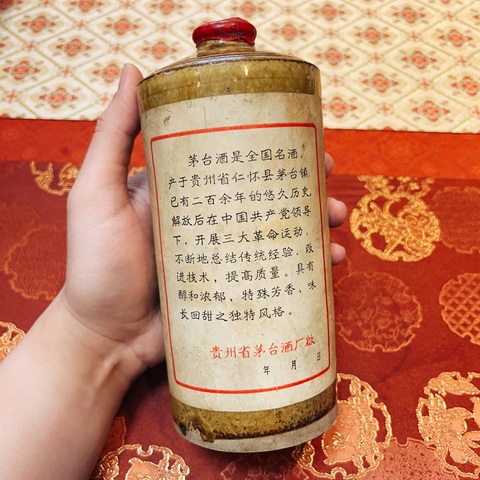 茅台酒是全国名酒。
产于贵州省仁怀县茅台镇，
已有二百余年的悠久历史。
解放后在中国共产党领导
下，开展三大革命运动，
不断地总结传统经验，改
进技术，提高质量。具有
醇和浓郁、特殊芳香、味
长回甜之独特风格。
贵州省茅台酒厂啟
年 月 日